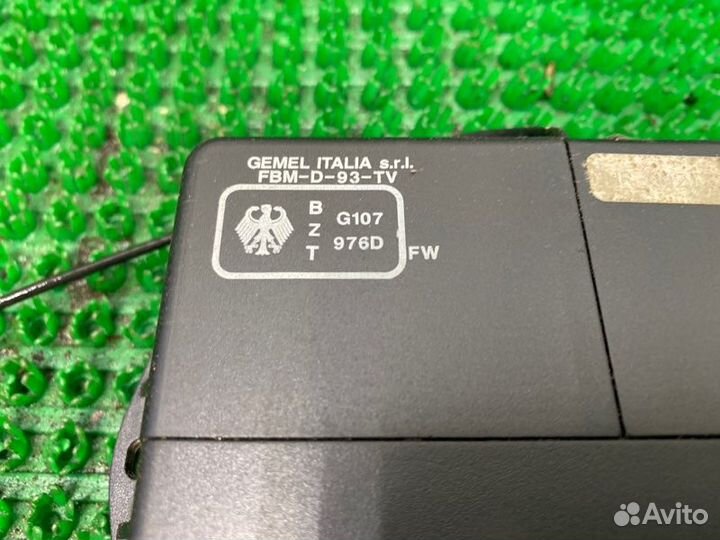 GEMEL ITALIA s.r.l.
FBM-D-93-TV
B
Z
T
G107
976D
FW
Avito